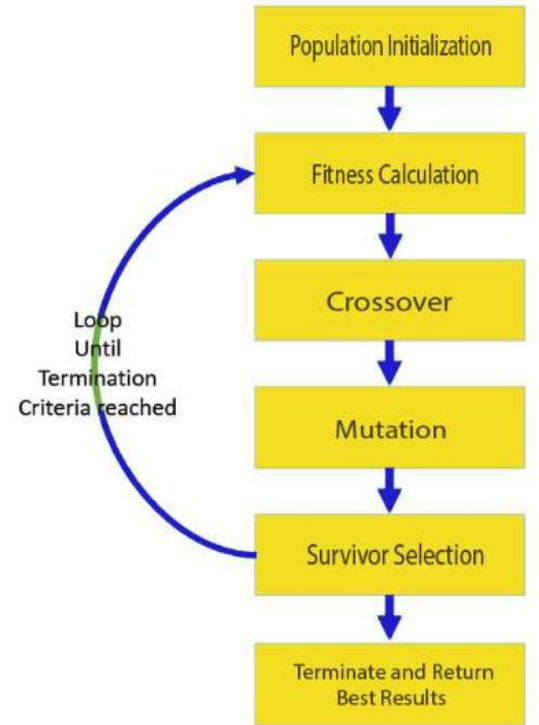 Population Initialization
Fitness Calculation
Crossover
Loop
Until
Termination
Criteria reached
Mutation
Survivor Selection
Terminate and Return
Best Results